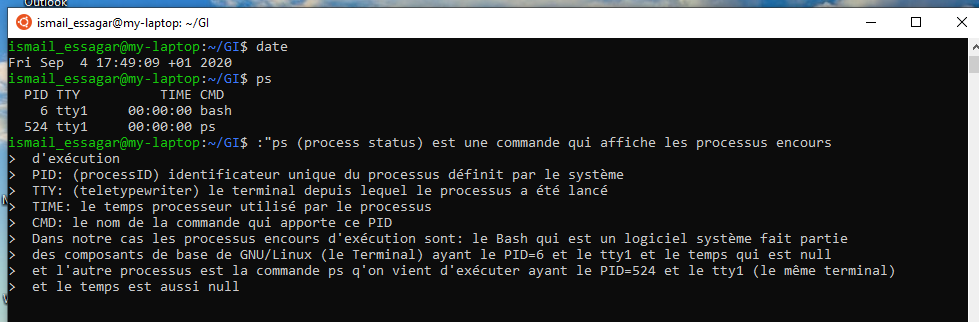 Outlook
ismail_essagar@my-laptop: ~/GI
ismail_essagar@my-laptop:~/GI$ date
Fri Sep  4 17:49:09 +01 2020
ismail_essagar@my-laptop:~/GI$ ps
  PID TTY          TIME CMD
    6 tty1     00:00:00 bash
  524 tty1     00:00:00 ps
ismail_essagar@my-laptop:~/GI$ :"ps (process status) est une commande qui affiche les processus encours
>  d'exécution
>  PID: (processID) identificateur unique du processus définit par le système
>  TTY: (teletypewriter) le terminal depuis lequel le processus a été lancé
>  TIME: le temps processeur utilisé par le processus
>  CMD: le nom de la commande qui apporte ce PID
>  Dans notre cas les processus encours d'exécution sont: le Bash qui est un logiciel système fait partie
>  des composants de base de GNU/Linux (le Terminal) ayant le PID=6 et le tty1 et le temps qui est null
>  et l'autre processus est la commande ps q'on vient d'exécuter ayant le PID=524 et le tty1 (le même terminal)
>  et le temps est aussi null